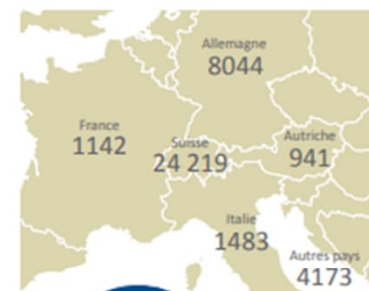 Allemagne
8044
France
1142
Suisse
24 219
Autriche
941
Italie
1483
Autres pays
4173